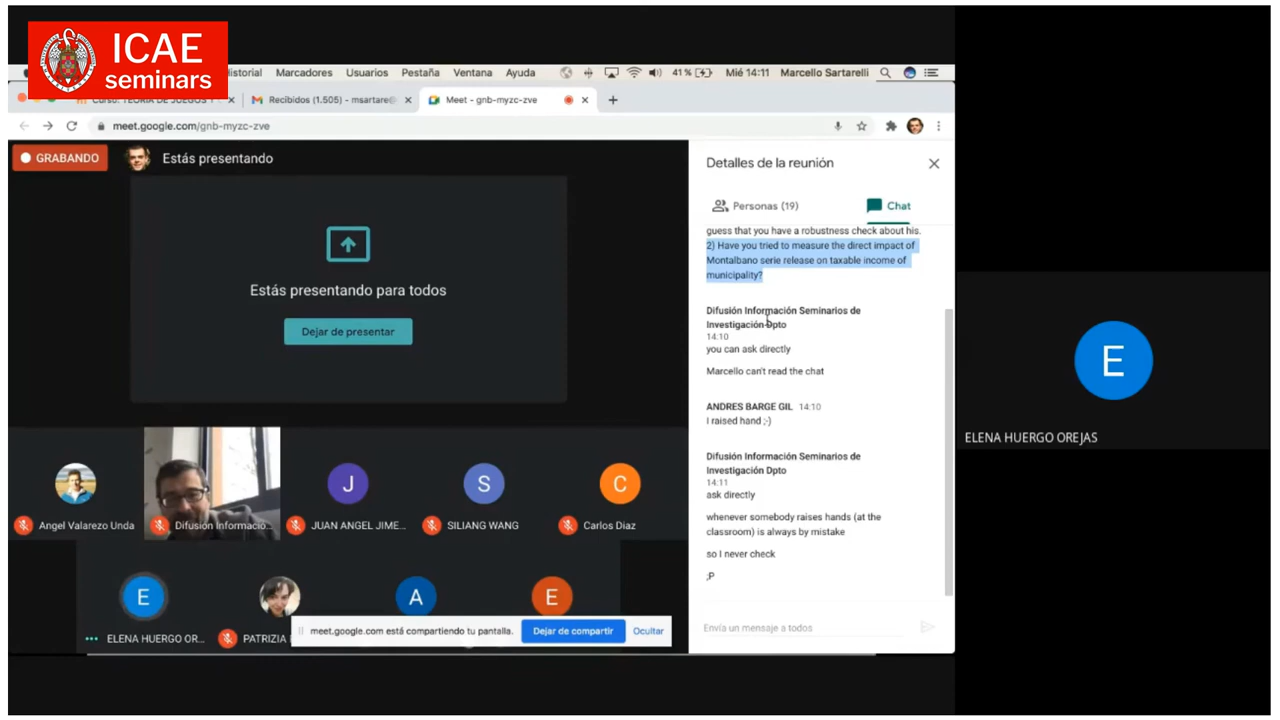 ICAE
seminars
Historial Marcadores Usuarios Pestaña Ventana Ayuda 41% Mié 14:11 Marcello Sartarelli
Curso: TEORIA DE JUEGOS Y Recibidos (1.505) - msartare@ Meet - gnb-myzc-zve
meet.google.com/gnb-myzc-zve
GRABANDO
Estás presentando
Estás presentando para todos
Dejar de presentar
Detalles de la reunión
Personas (19) Chat
guess that you have a robustness check about his.
2) Have you tried to measure the direct impact of
Montalbano serie release on taxable income of
municipality?
Difusión Información Seminarios de
Investigación Dpto
14:10
you can ask directly
Marcello can't read the chat
ANDRES BARGE GIL 14:10
I raised hand ;-)
Difusión Información Seminarios de
Investigación Dpto
14:11
ask directly
whenever somebody raises hands (at the
classroom) is always by mistake
so I never check
;P
Envía un mensaje a todos
J S C
Angel Valarezo Unda Difusión Informació... JUAN ANGEL JIME... SILIANG WANG Carlos Diaz
E A E
ELENA HUERGO OR... PATRIZIA
meet.google.com está compartiendo tu pantalla. Dejar de compartir Ocultar
E
ELENA HUERGO OREJAS